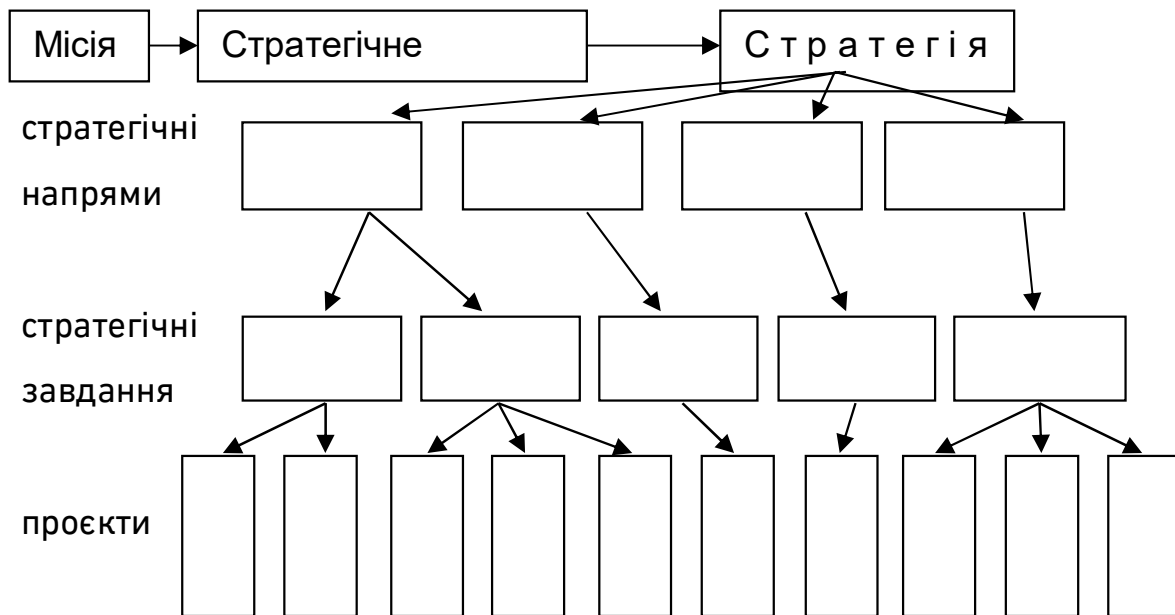 Місія
Стратегічне
С т р а т е г і я
стратегічні
напрями
стратегічні
завдання
проєкти